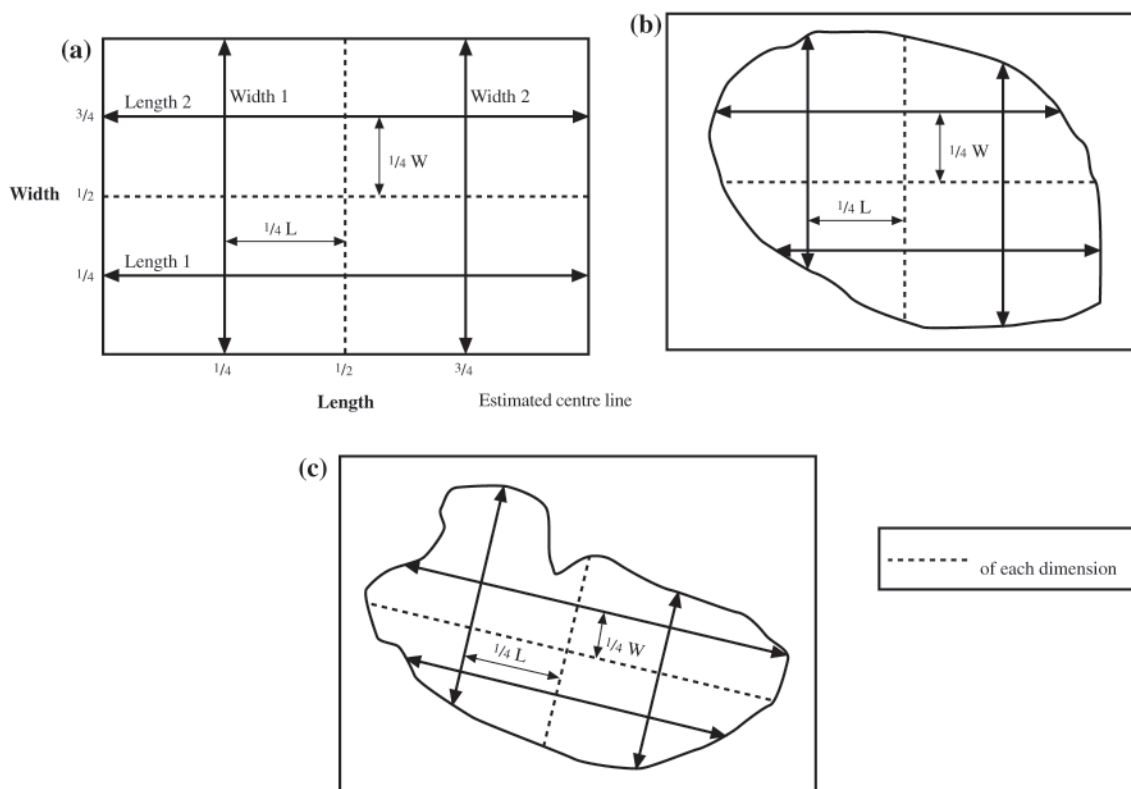 (a)
Length 2
Width 1
Width 2
3/4
1/4 W
Width
1/2
1/4 L
Length 1
1/4
1/4
1/2
3/4
Length
Estimated centre line
(b)
1/4 W
1/4 L
(c)
1/4 W
1/4 L
of each dimension